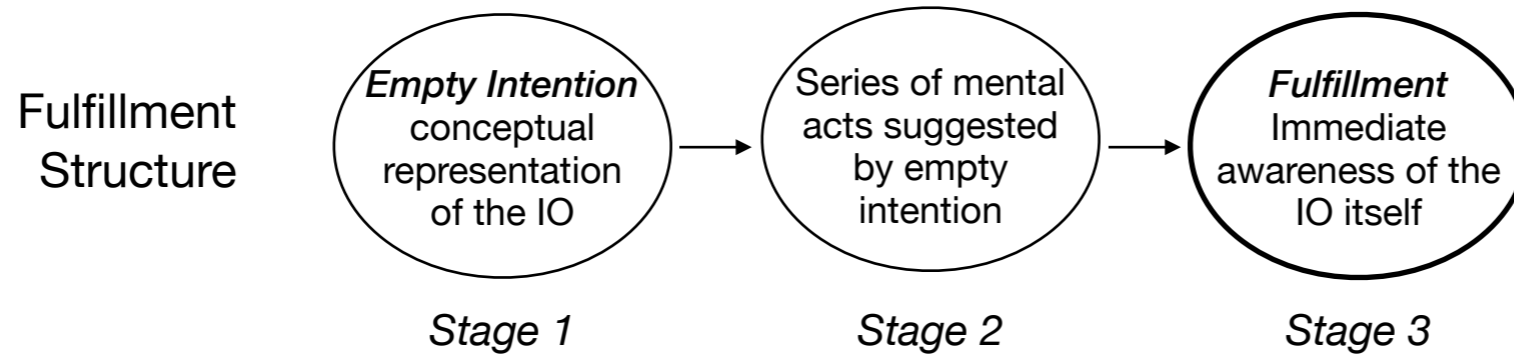 Fulfillment
Structure
Empty Intention
conceptual
representation
of the IO
Series of mental
acts suggested
by empty
intention
Fulfillment
Immediate
awareness of the
IO itself
Stage 1
Stage 2
Stage 3